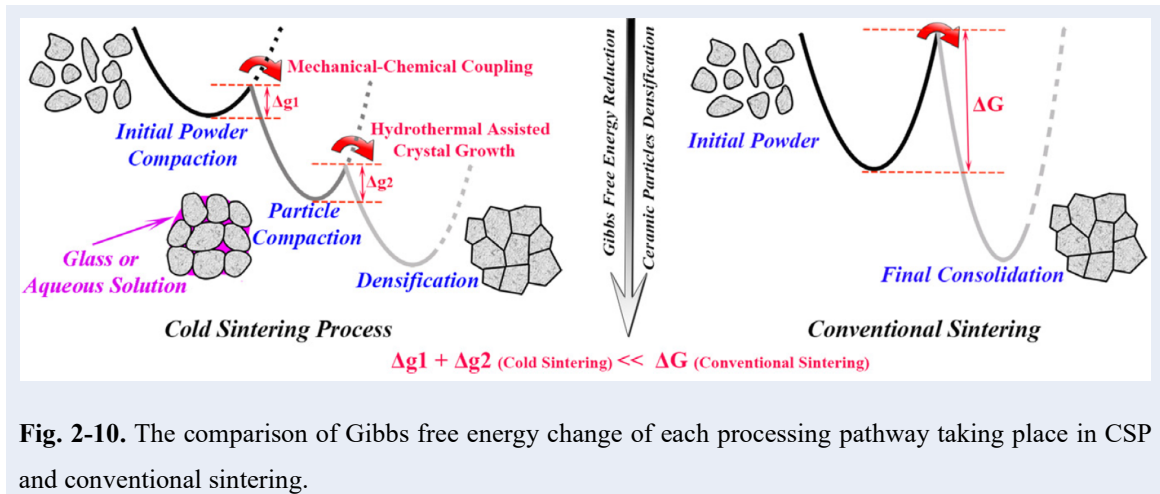 Mechanical-Chemical Coupling
Δg1
Initial Powder
Compaction
Hydrothermal Assisted
Crystal Growth
Δg2
Particle
Compaction
Glass or
Aqueous Solution
Densification
Cold Sintering Process
Gibbs Free Energy Reduction
Ceramic Particles Densification
Initial Powder
ΔG
Final Consolidation
Conventional Sintering
Δg1 + Δg2 (Cold Sintering) << ΔG (Conventional Sintering)
Fig. 2-10. The comparison of Gibbs free energy change of each processing pathway taking place in CSP
and conventional sintering.